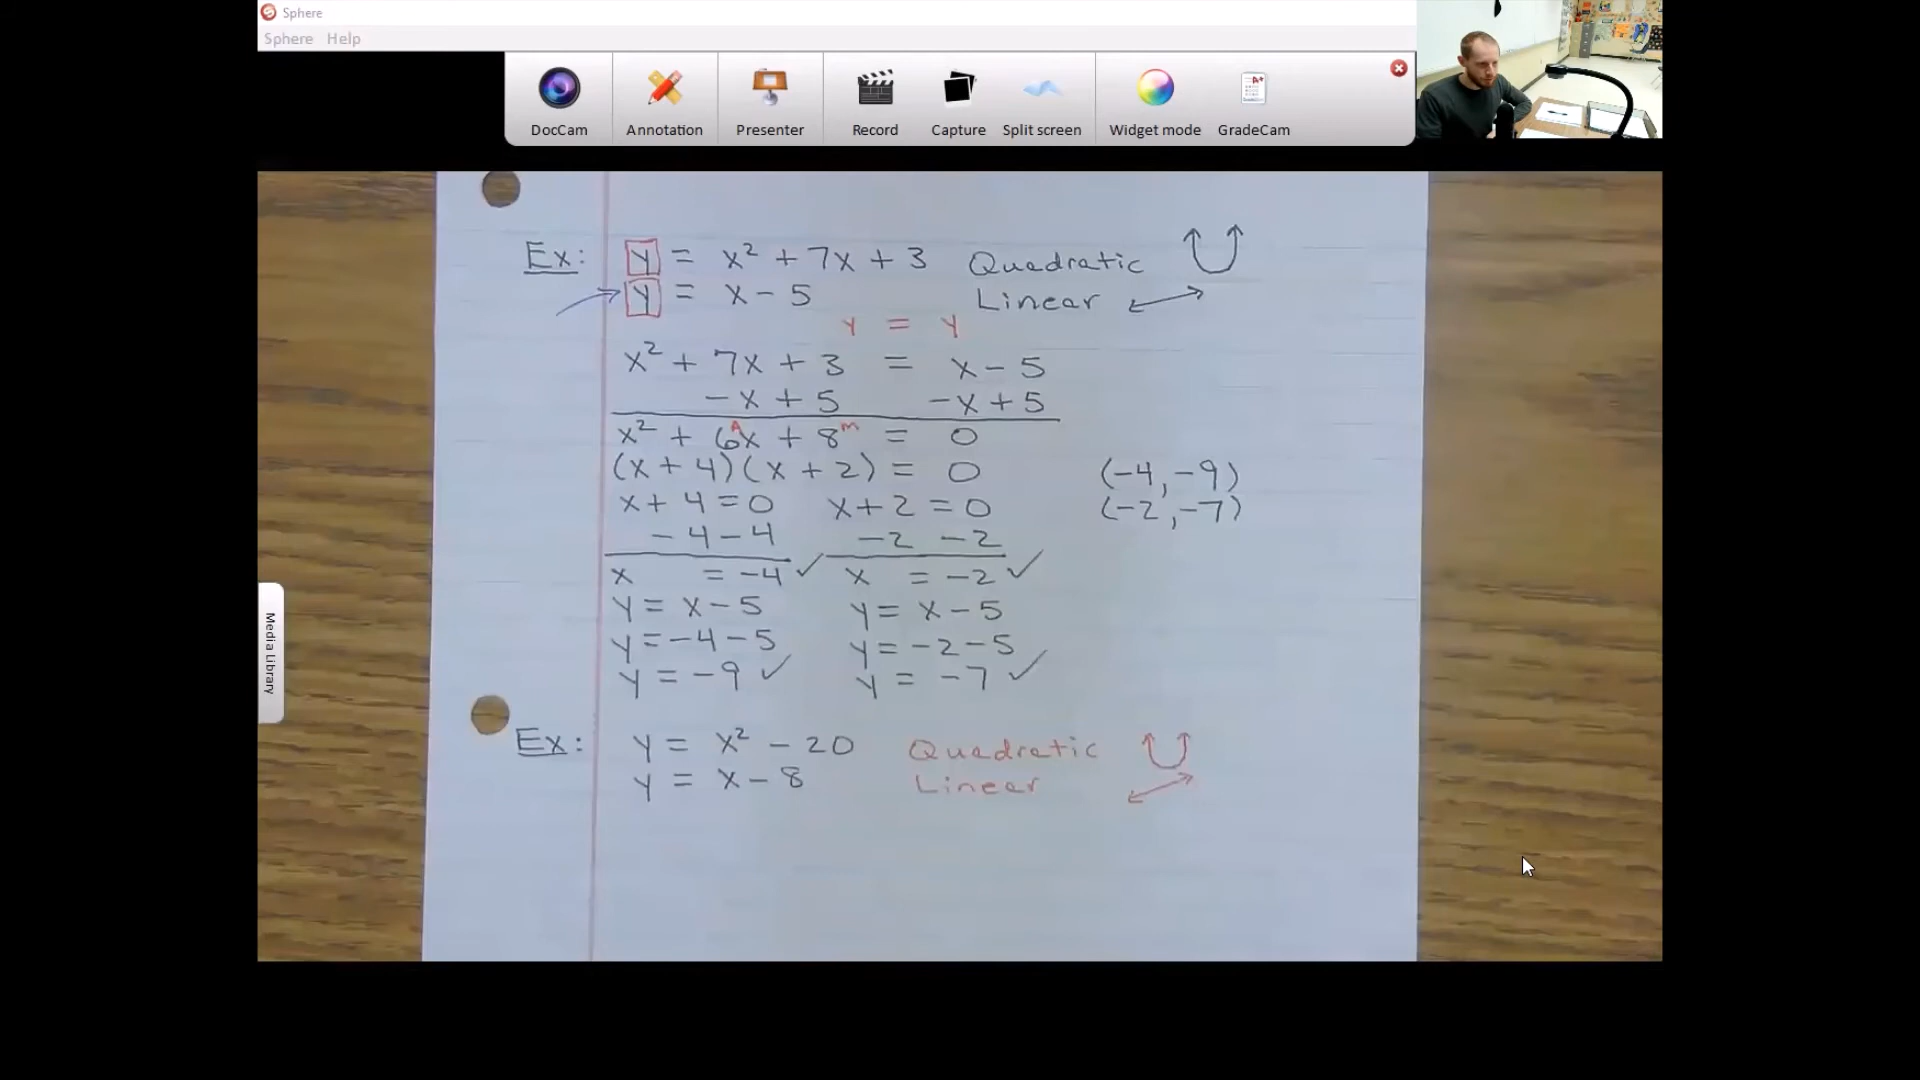 Sphere
Sphere Help
DocCam Annotation Presenter Record Capture Split screen Widget mode GradeCam
Media Library
Ex: y = x² + 7x + 3 Quadratic
y = x - 5 Linear
y = y
x² + 7x + 3 = x - 5
- x + 5 - x + 5
x² + 6x + 8 = 0
A M
(x + 4)(x + 2) = 0 (-4, -9)
x + 4 = 0 x + 2 = 0 (-2, -7)
- 4 - 4 - 2 - 2
x = -4 ✓ x = -2 ✓
y = x - 5 y = x - 5
y = -4 - 5 y = -2 - 5
y = -9 ✓ y = -7 ✓
Ex: y = x² - 20 Quadratic
y = x - 8 Linear